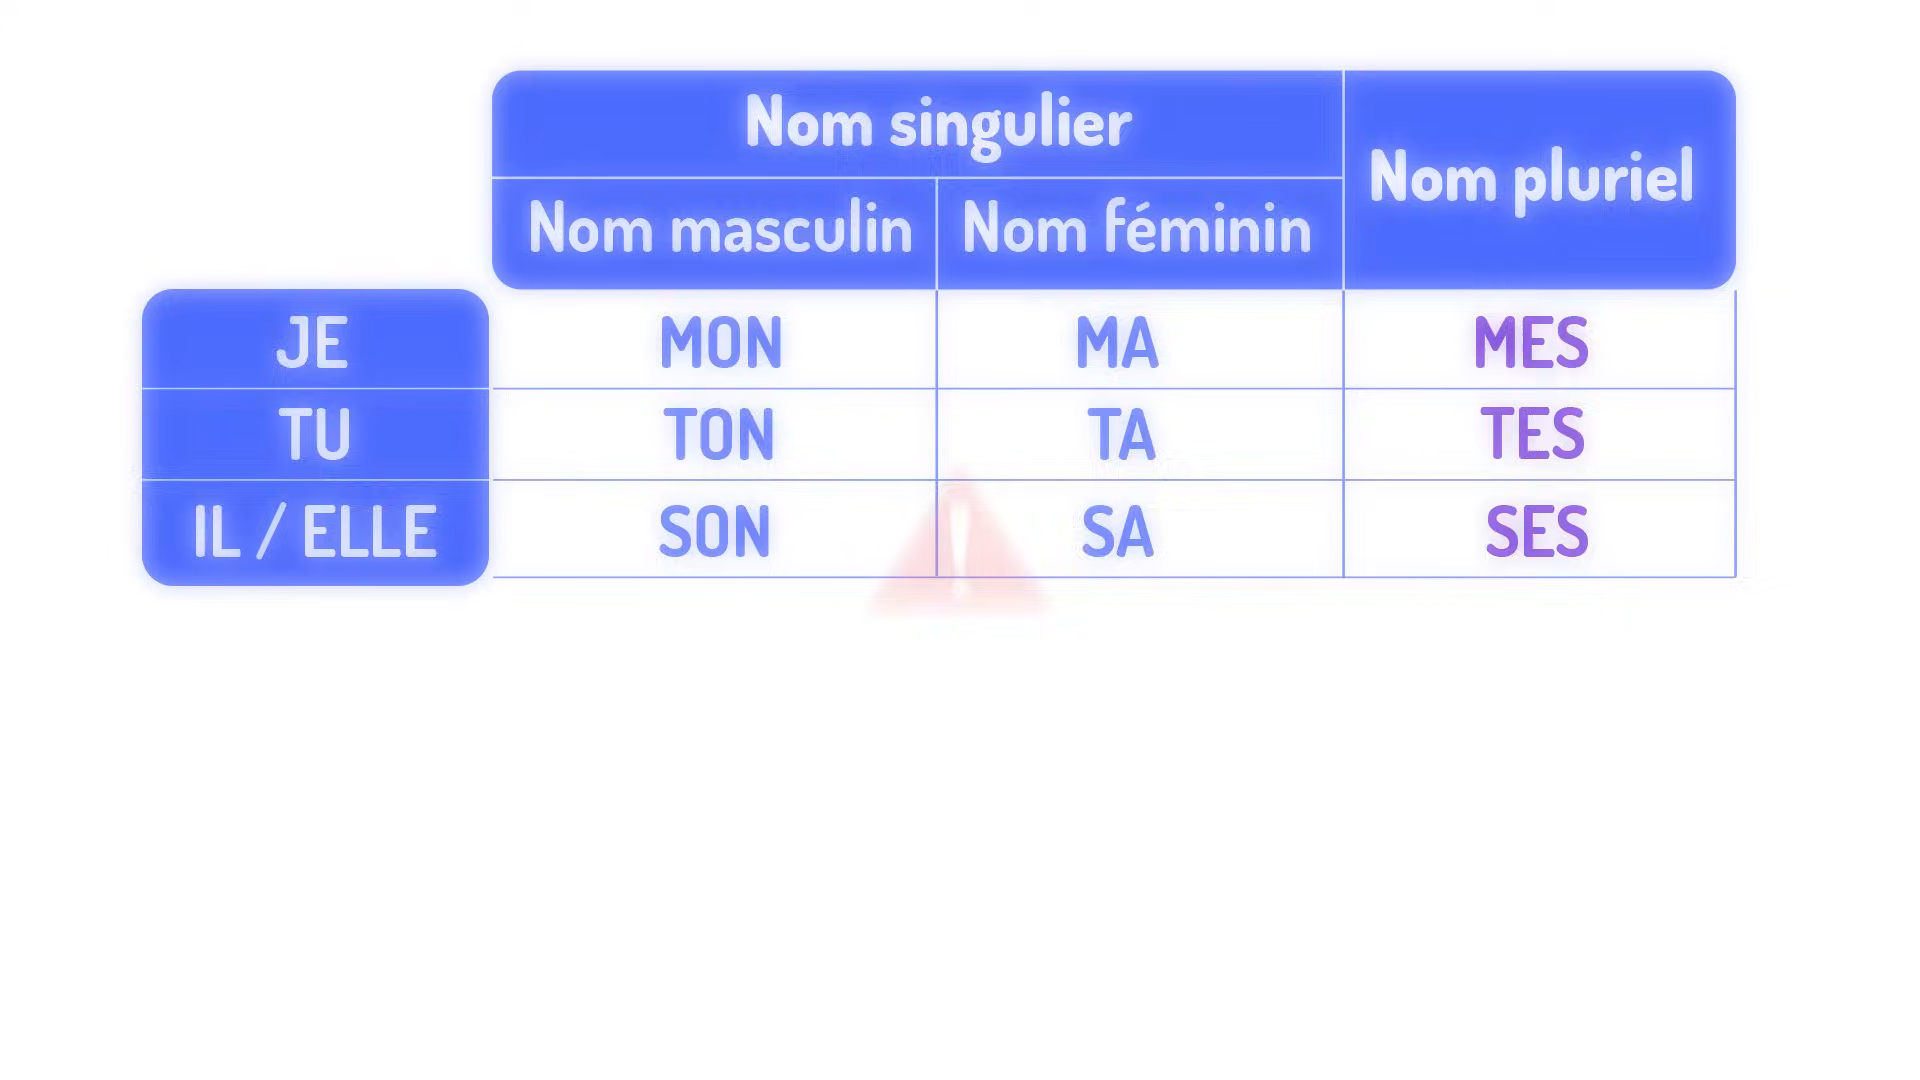 Nom singulier
Nom pluriel
Nom masculin Nom féminin
JE MON MA MES
TU TON TA TES
IL / ELLE SON SA SES
!